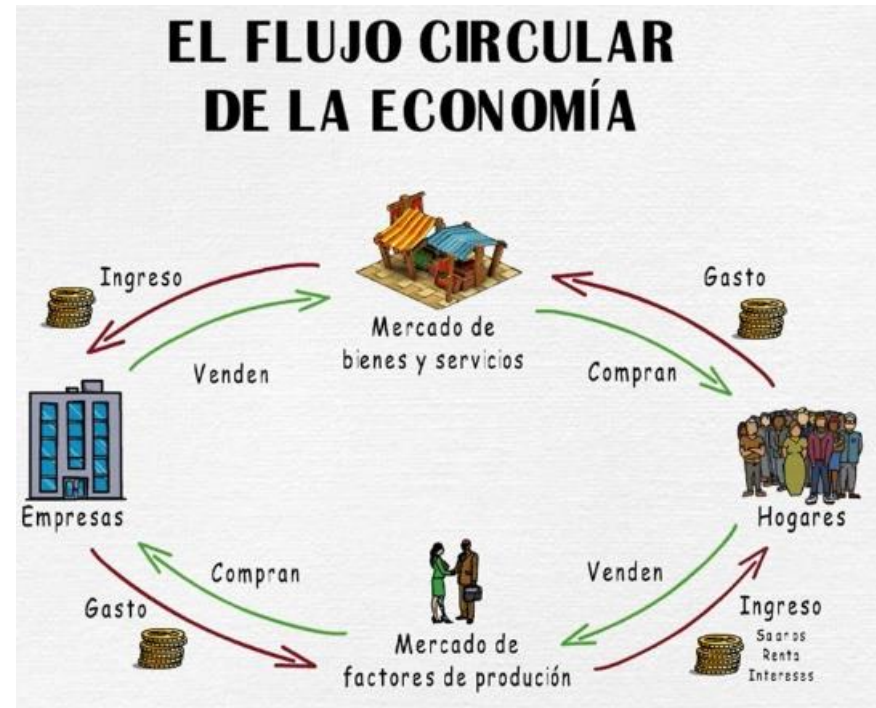 EL FLUJO CIRCULAR
DE LA ECONOMÍA
Ingreso
Gasto
Mercado de
bienes y servicios
Venden
Compran
Empresas
Hogares
Compran
Venden
Gasto
Ingreso
Mercado de
factores de produción
Saaros
Renta
Intereses